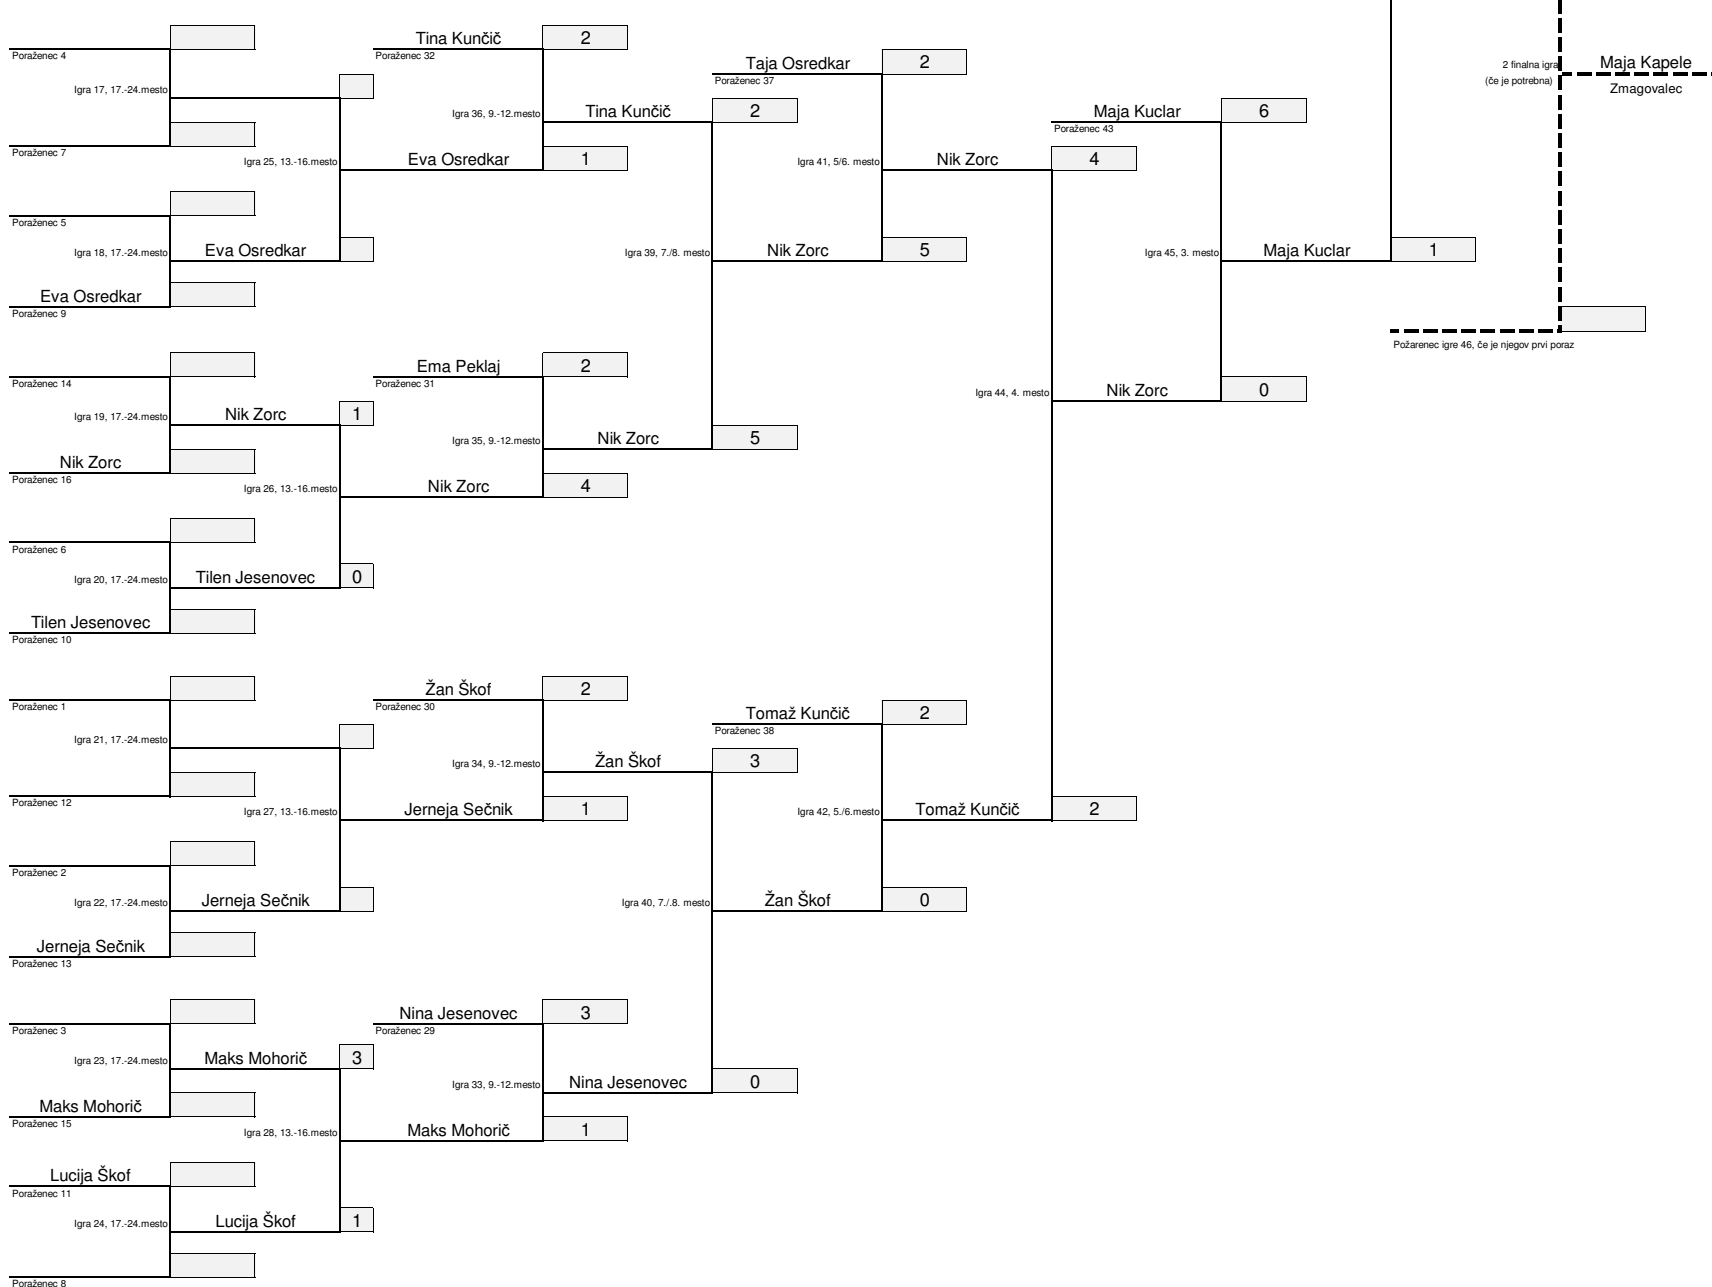 Tina Kunčič 2
Poraženec 4
Poraženec 32
Taja Osredkar 2
2 finalna igra
Maja Kapele
Poraženec 37
(če je potrebna)
Zmagovalec
Igra 17, 17.-24.mesto
Igra 36, 9.-12.mesto
Tina Kunčič 2
Maja Kuclar 6
Poraženec 43
Poraženec 7
Igra 25, 13.-16.mesto
Eva Osredkar 1
Igra 41, 5/6. mesto
Nik Zorc 4
Poraženec 5
Igra 18, 17.-24.mesto
Eva Osredkar
Igra 39, 7./8. mesto
Nik Zorc 5
Igra 45, 3. mesto
Maja Kuclar 1
Eva Osredkar
Poraženec 9
Požarenec igre 46, če je njegov prvi poraz
Ema Peklaj 2
Poraženec 14
Poraženec 31
Igra 44, 4. mesto
Nik Zorc 0
Igra 19, 17.-24.mesto
Nik Zorc 1
Igra 35, 9.-12.mesto
Nik Zorc 5
Nik Zorc
Poraženec 16
Igra 26, 13.-16.mesto
Nik Zorc 4
Poraženec 6
Igra 20, 17.-24.mesto
Tilen Jesenovec 0
Tilen Jesenovec
Poraženec 10
Žan Škof 2
Poraženec 1
Poraženec 30
Tomaž Kunčič 2
Poraženec 38
Igra 21, 17.-24.mesto
Igra 34, 9.-12.mesto
Žan Škof 3
Poraženec 12
Igra 27, 13.-16.mesto
Jerneja Sečnik 1
Igra 42, 5./6.mesto
Tomaž Kunčič 2
Poraženec 2
Igra 22, 17.-24.mesto
Jerneja Sečnik
Igra 40, 7./.8. mesto
Žan Škof 0
Jerneja Sečnik
Poraženec 13
Nina Jesenovec 3
Poraženec 3
Poraženec 29
Igra 23, 17.-24.mesto
Maks Mohorič 3
Igra 33, 9.-12.mesto
Nina Jesenovec 0
Maks Mohorič
Poraženec 15
Igra 28, 13.-16.mesto
Maks Mohorič 1
Lucija Škof
Poraženec 11
Igra 24, 17.-24.mesto
Lucija Škof 1
Poraženec 8